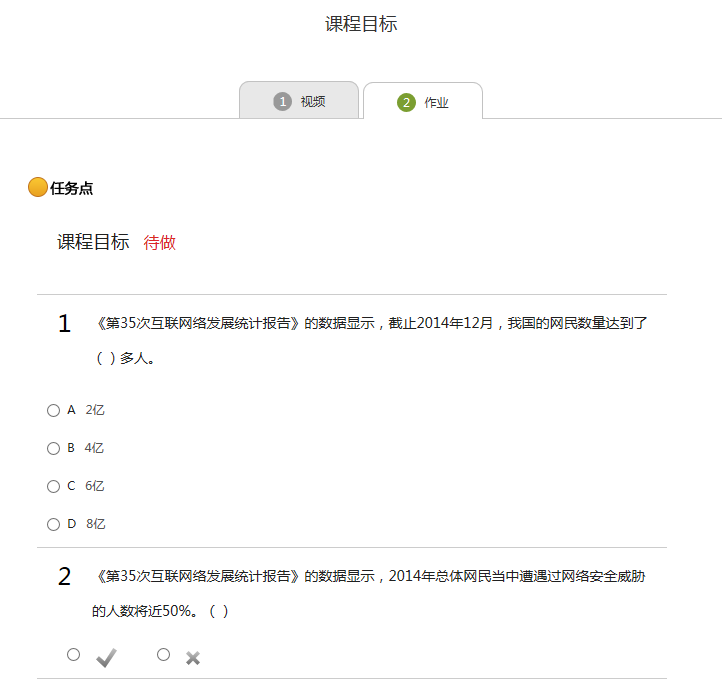 课程目标
1 视频 2 作业
任务点
课程目标 待做
1 《第35次互联网络发展统计报告》的数据显示，截止2014年12月，我国的网民数量达到了
（ ）多人。
A 2亿
B 4亿
C 6亿
D 8亿
2 《第35次互联网络发展统计报告》的数据显示，2014年总体网民当中遭遇过网络安全威胁
的人数将近50%。（ ）